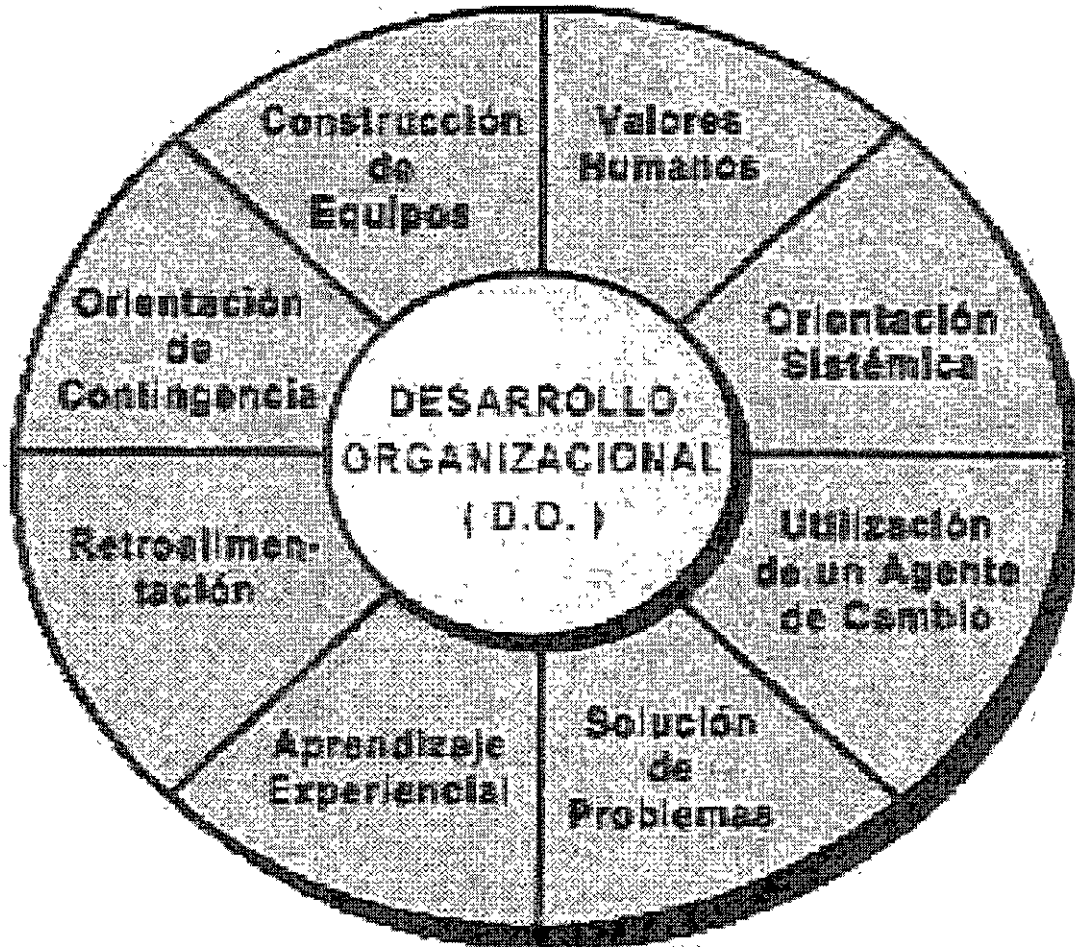 Construcción
de
Equipos
Valores
Humanos
Orientación
Sistémica
Utilización
de un Agente
de Cambio
Solución
de
Problemas
Aprendizaje
Experiencial
Retroalimen-
tación
Orientación
de
Contingencia
DESARROLLO
ORGANIZACIONAL
( D.O. )